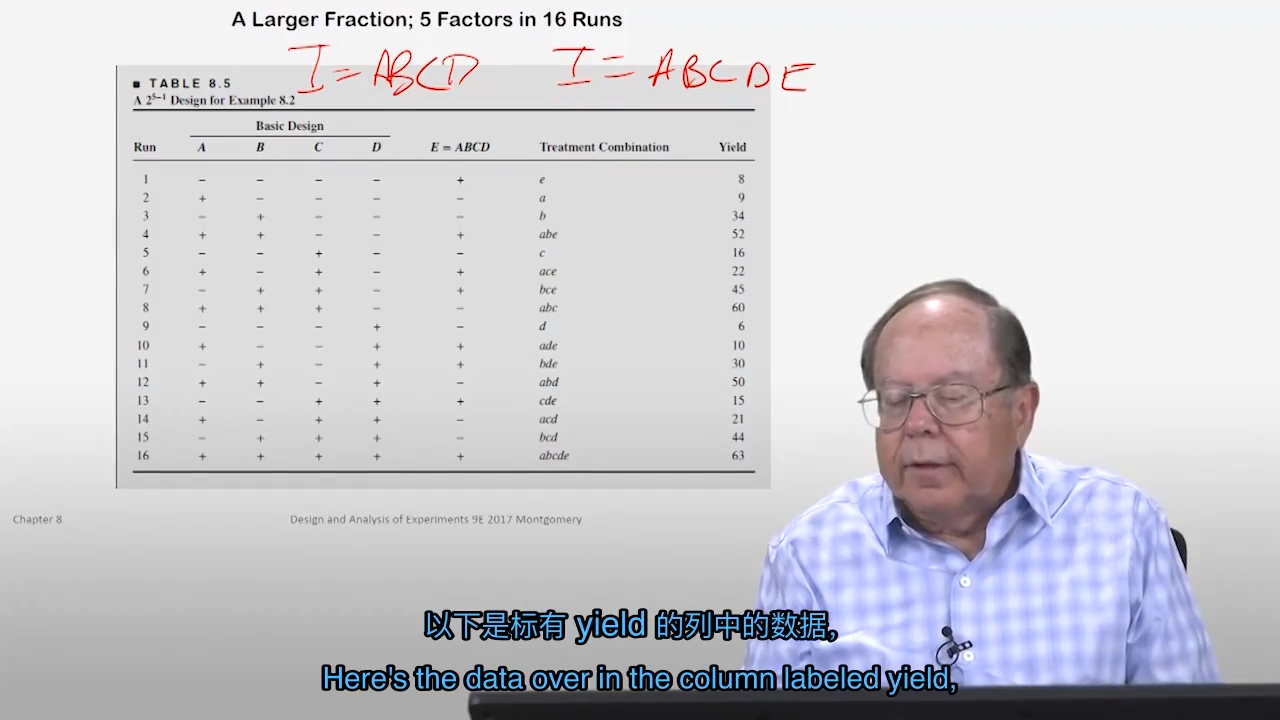 A Larger Fraction; 5 Factors in 16 Runs
I = ABCD I = ABCDE
■ TABLE 8.5
A 2⁵⁻¹ Design for Example 8.2
Basic Design
Run A B C D E = ABCD Treatment Combination Yield
1 − − − − + e 8
2 + − − − − a 9
3 − + − − − b 34
4 + + − − + abe 52
5 − − + − − c 16
6 + − + − + ace 22
7 − + + − + bce 45
8 + + + − − abc 60
9 − − − + − d 6
10 + − − + + ade 10
11 − + − + + bde 30
12 + + − + − abd 50
13 − − + + + cde 15
14 + − + + − acd 21
15 − + + + − bcd 44
16 + + + + + abcde 63
Chapter 8 Design and Analysis of Experiments 9E 2017 Montgomery
以下是标有 yield 的列中的数据,
Here's the data over in the column labeled yield,